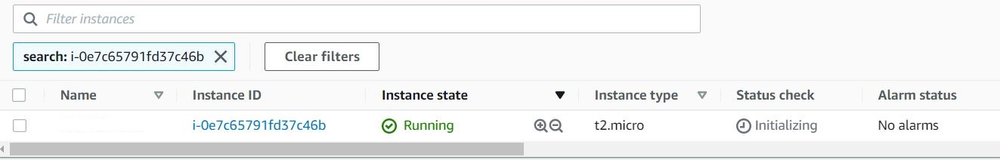 Filter instances
search: i-0e7c65791fd37c46b
Clear filters
Name Instance ID Instance state Instance type Status check Alarm status
i-0e7c65791fd37c46b Running t2.micro Initializing No alarms